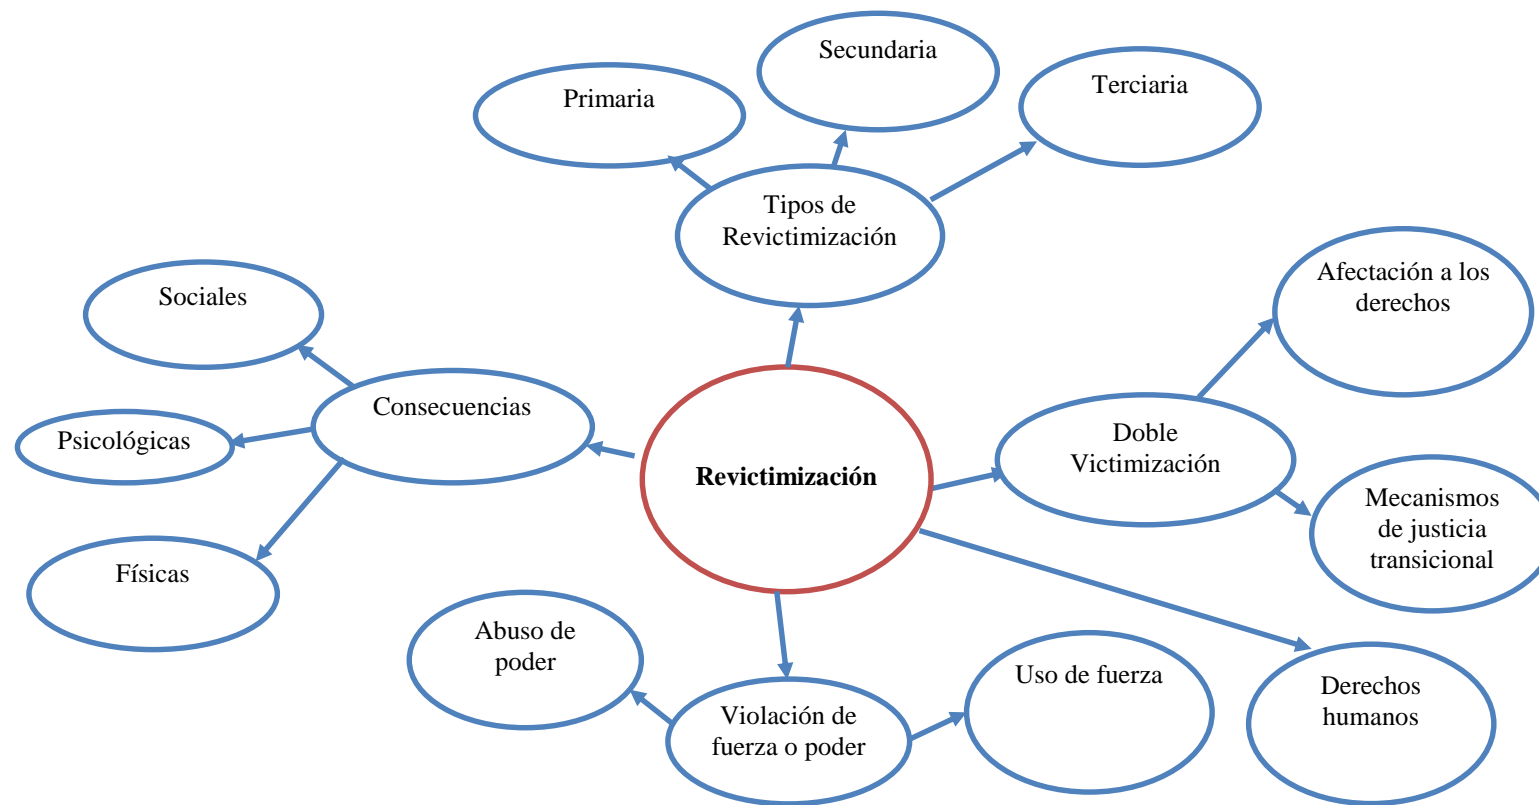 Secundaria
Primaria
Terciaria
Tipos de
Revictimización
Afectación a los
derechos
Sociales
Consecuencias
Psicológicas
Doble
Victimización
Revictimización
Mecanismos
de justicia
transicional
Físicas
Abuso de
poder
Uso de fuerza
Derechos
humanos
Violación de
fuerza o poder